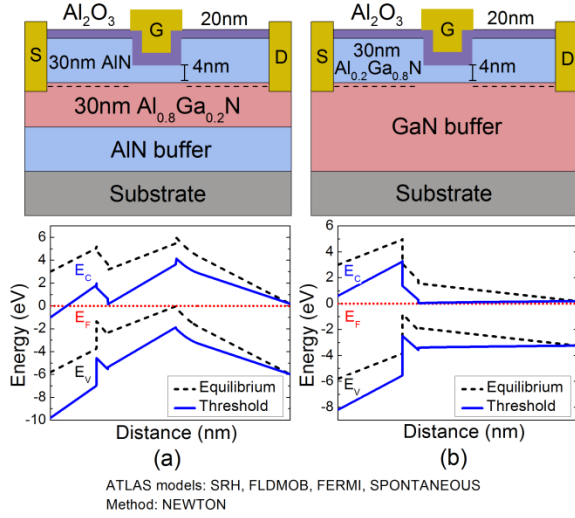 Al2O3 20nm
S G D
30nm AlN 4nm
30nm Al0.8Ga0.2N
AlN buffer
Substrate
Al2O3 20nm
S G D
30nm
Al0.2Ga0.8N 4nm
GaN buffer
Substrate
Energy (eV)
6
4
2
0
-2
-4
-6
-8
-10
EC
EF
EV
Equilibrium
Threshold
Distance (nm)
(a)
Energy (eV)
6
4
2
0
-2
-4
-6
-8
EC
EF
EV
Equilibrium
Threshold
Distance (nm)
(b)
ATLAS models: SRH, FLDMOB, FERMI, SPONTANEOUS
Method: NEWTON